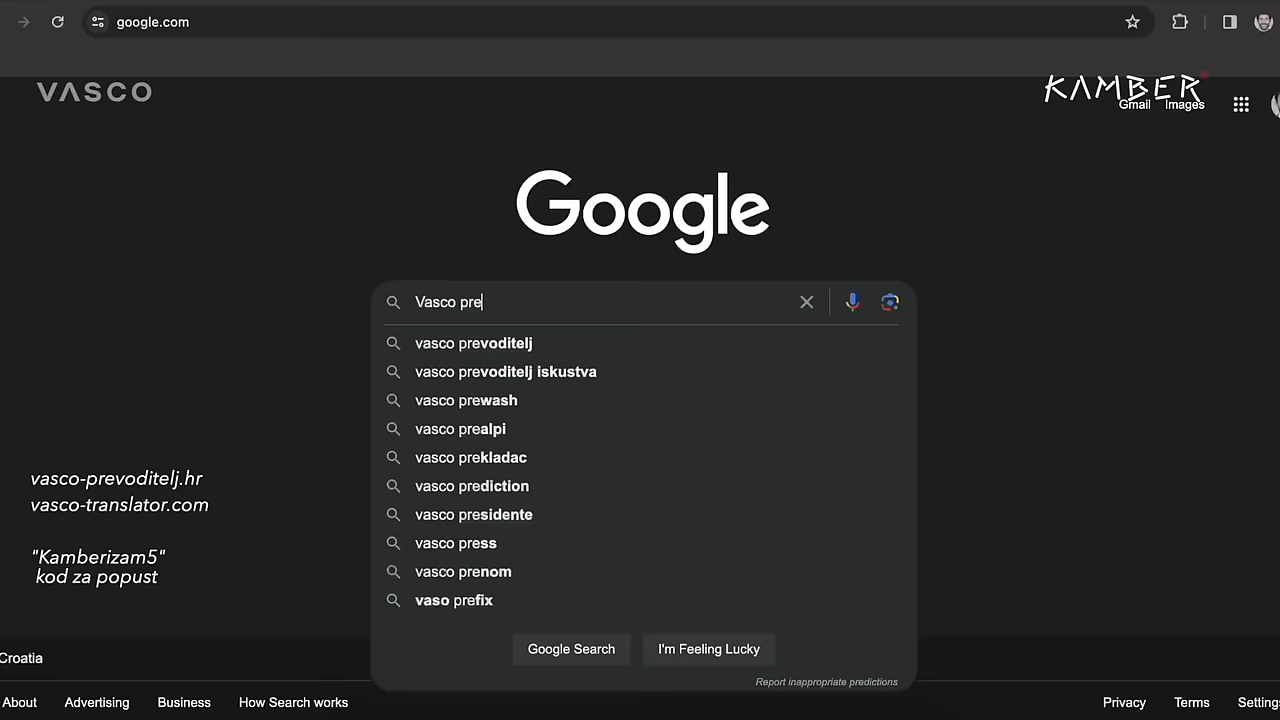 google.com
VASCO
KAMBER
Gmail Images
Google
Vasco pre
vasco prevoditelj
vasco prevoditelj iskustva
vasco prewash
vasco prealpi
vasco prekladac
vasco prediction
vasco presidente
vasco press
vasco prenom
vaso prefix
vasco-prevoditelj.hr
vasco-translator.com
"Kamberizam5"
kod za popust
Google Search I'm Feeling Lucky
Report inappropriate predictions
Croatia
About Advertising Business How Search works Privacy Terms Setting